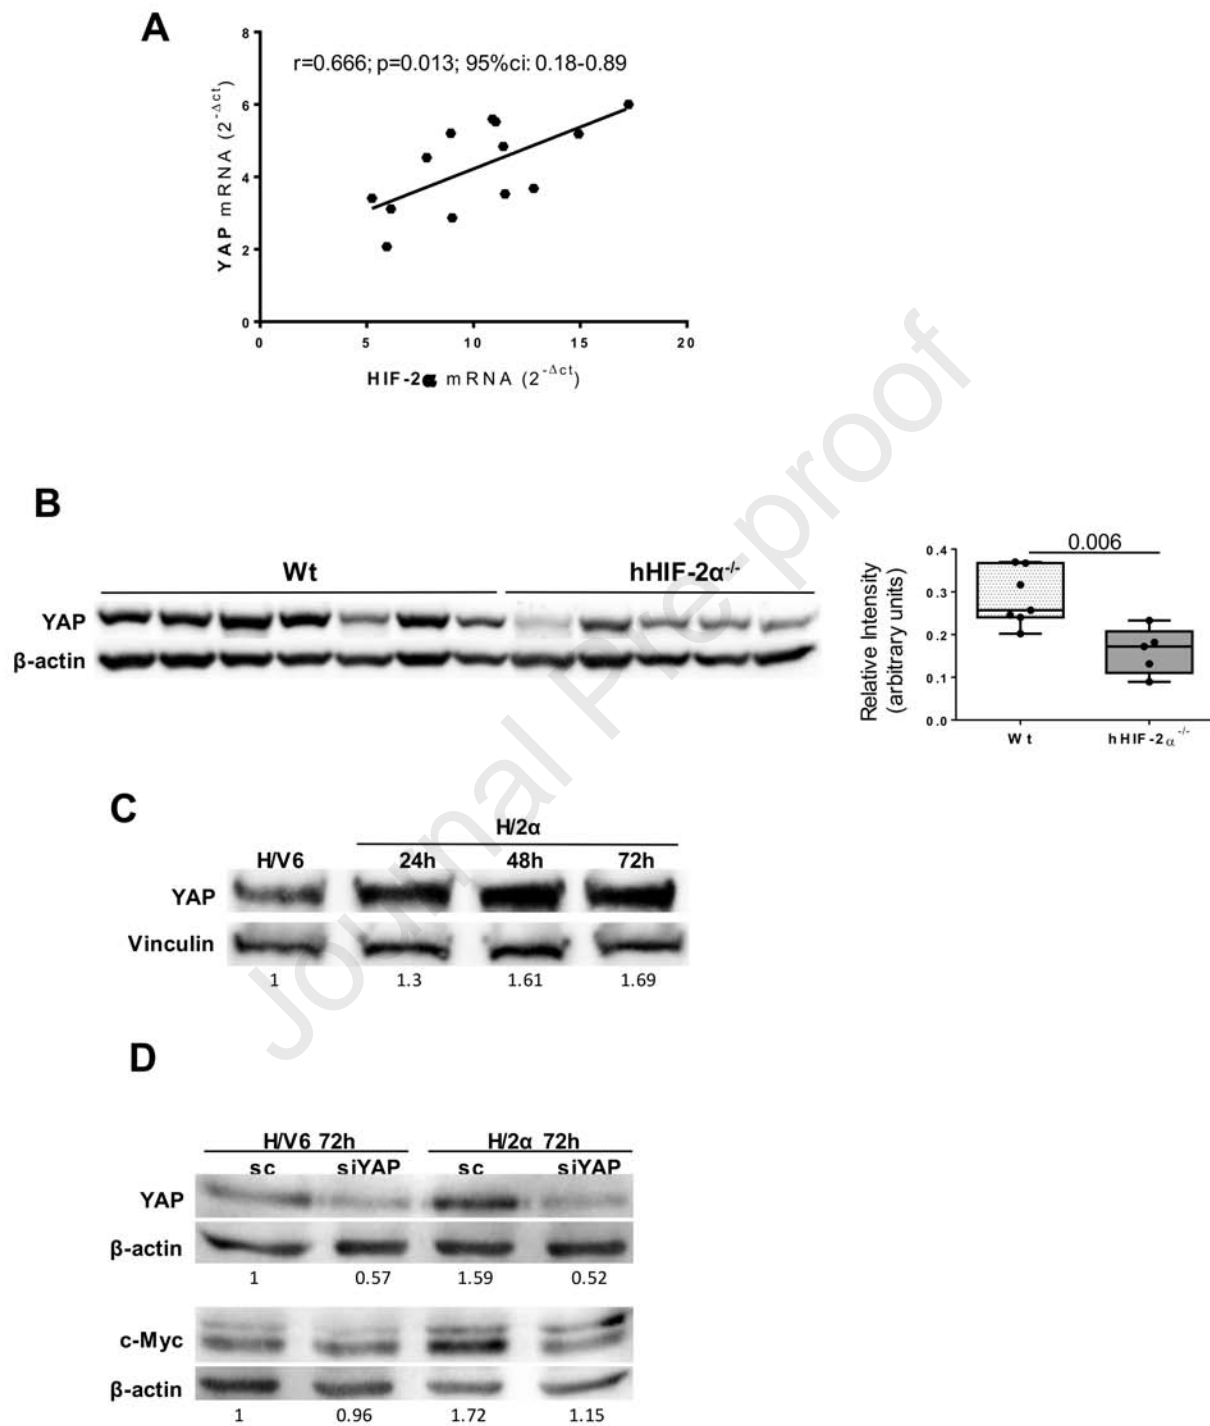 A
8
r=0.666; p=0.013; 95%ci: 0.18-0.89
6
4
2
0
YAP mRNA (2^-Δct)
0 5 10 15 20
HIF-2α mRNA (2^-Δct)
B
Wt hHIF-2α-/-
YAP
β-actin
0.006
0.4
0.3
0.2
0.1
0.0
Relative Intensity
(arbitrary units)
Wt hHIF-2α-/-
C
H/2α
H/V6 24h 48h 72h
YAP
Vinculin
1 1.3 1.61 1.69
D
H/V6 72h H/2α 72h
sc siYAP sc siYAP
YAP
β-actin
1 0.57 1.59 0.52
c-Myc
β-actin
1 0.96 1.72 1.15
Journal Pre-proof